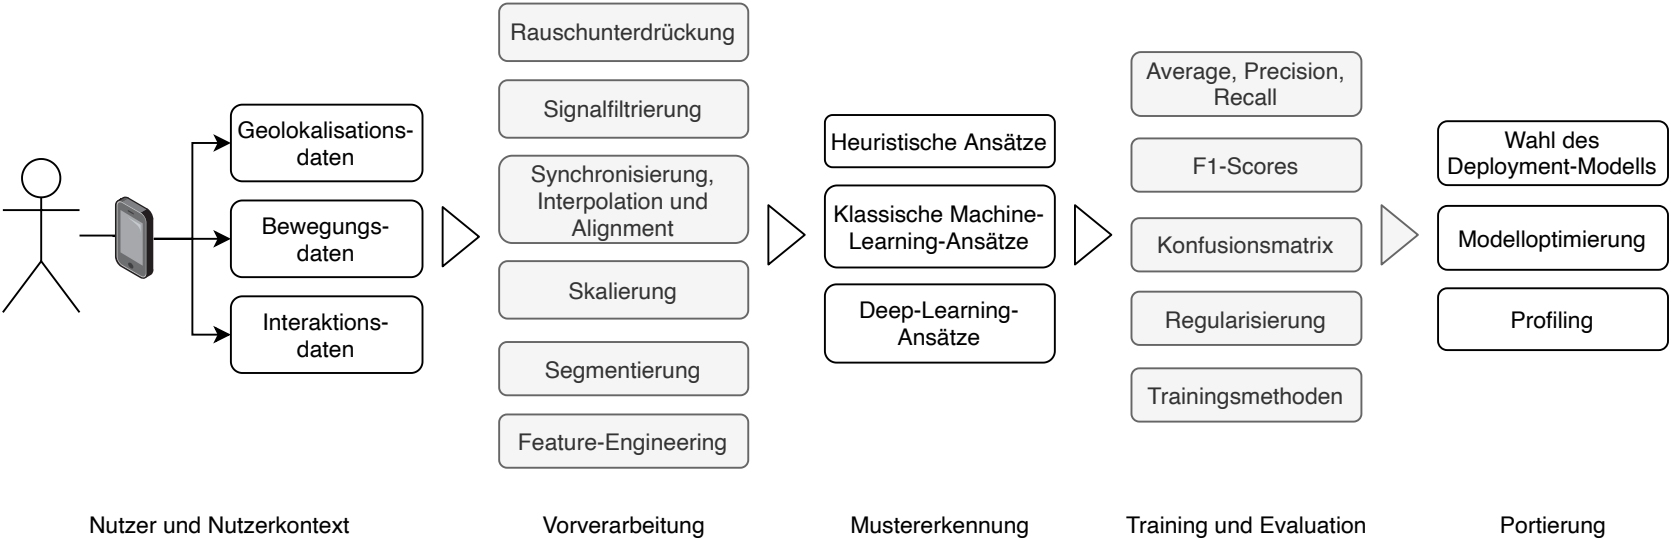 Geolokalisations-
daten
Bewegungs-
daten
Interaktions-
daten
Nutzer und Nutzerkontext
Rauschunterdrückung
Signalfiltrierung
Synchronisierung,
Interpolation und
Alignment
Skalierung
Segmentierung
Feature-Engineering
Vorverarbeitung
Heuristische Ansätze
Klassische Machine-
Learning-Ansätze
Deep-Learning-
Ansätze
Mustererkennung
Average, Precision,
Recall
F1-Scores
Konfusionsmatrix
Regularisierung
Trainingsmethoden
Training und Evaluation
Wahl des
Deployment-Modells
Modelloptimierung
Profiling
Portierung